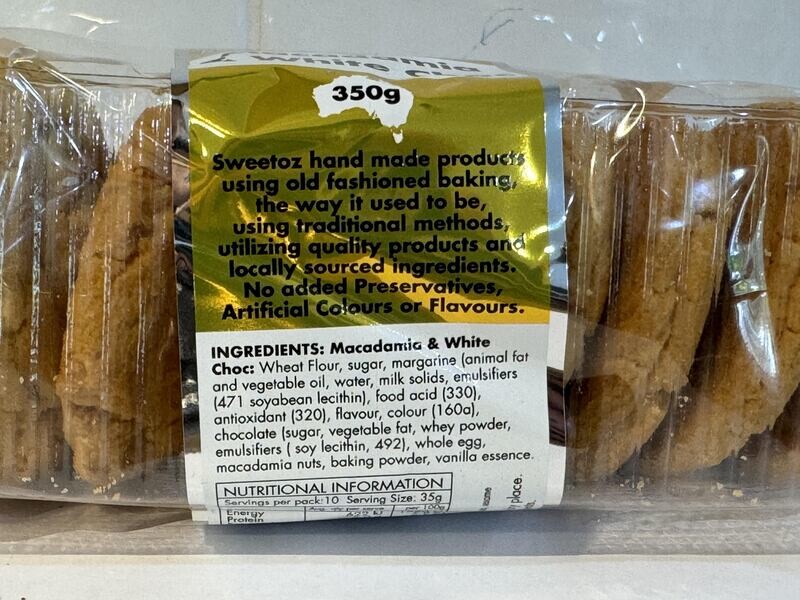 White
350g
Sweetoz hand made products
using old fashioned baking,
the way it used to be,
using traditional methods,
utilizing quality products and
locally sourced ingredients.
No added Preservatives,
Artificial Colours or Flavours.
INGREDIENTS: Macadamia & White
Choc: Wheat Flour, sugar, margarine (animal fat
and vegetable oil, water, milk solids, emulsifiers
(471 soyabean lecithin), food acid (330),
antioxidant (320), flavour, colour (160a),
chocolate (sugar, vegetable fat, whey powder,
emulsifiers ( soy lecithin, 492), whole egg,
macadamia nuts, baking powder, vanilla essence.
NUTRITIONAL INFORMATION
Servings per pack:10 Serving Size: 35g
per 100g
Energy
Protein
place.